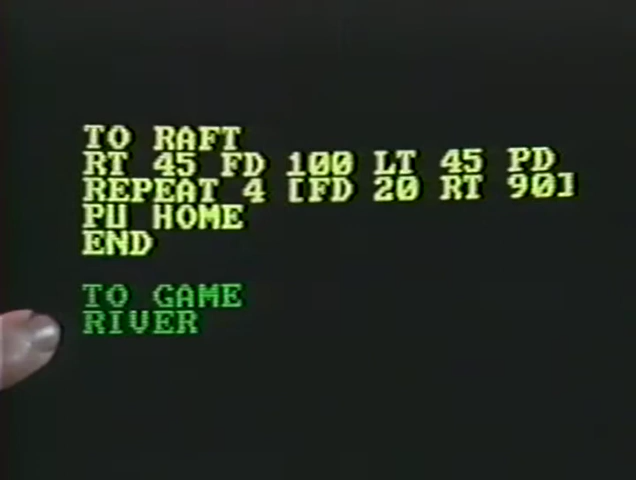 TO RAFT
RT 45 FD 100 LT 45 PD
REPEAT 4 [FD 20 RT 90]
PU HOME
END
TO GAME
RIVER